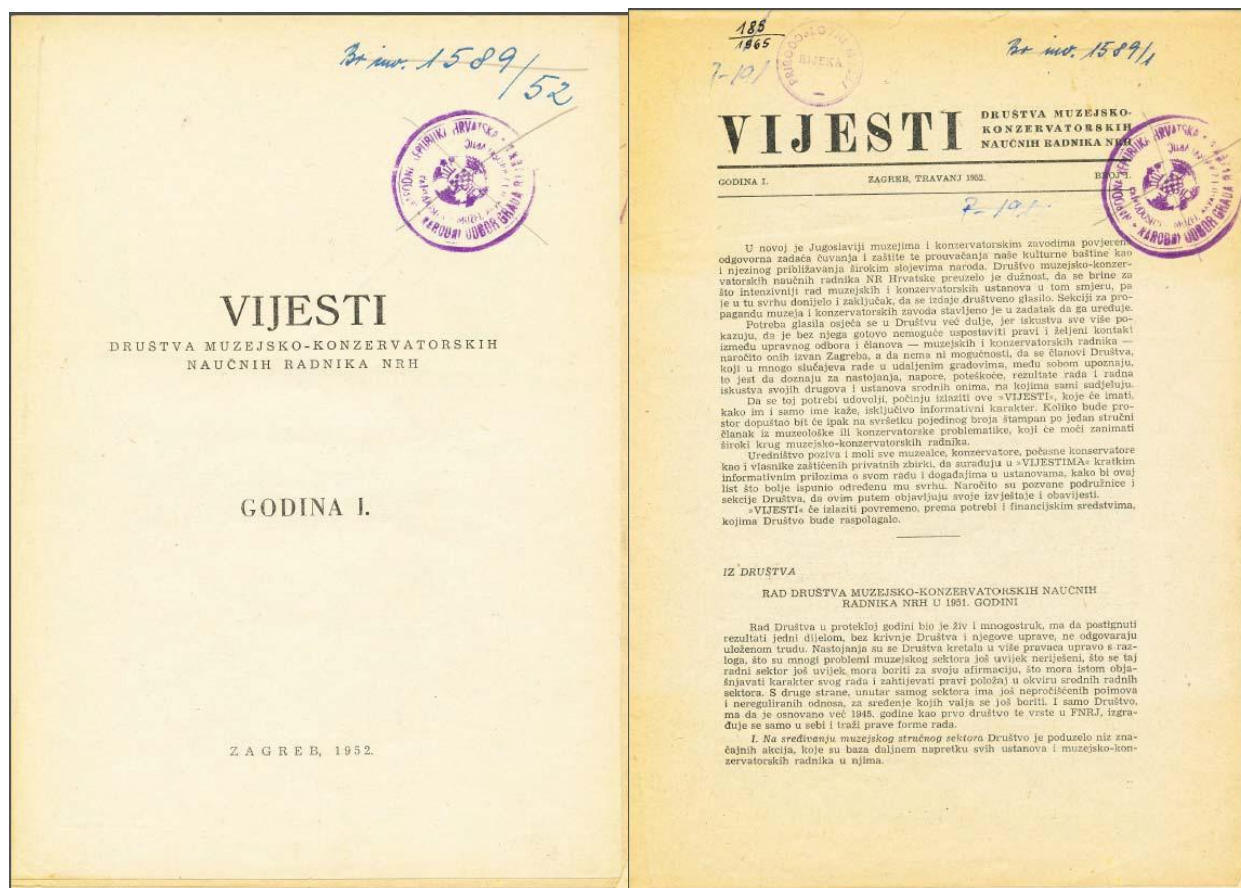 Br inv. 1589/52
VIJESTI
DRUŠTVA MUZEJSKO-KONZERVATORSKIH
NAUČNIH RADNIKA NRH
GODINA I.
ZAGREB, 1952.
185
1965
7-19/
RIJEKA
Br inv. 1589/1
VIJESTI
DRUŠTVA MUZEJSKO-
KONZERVATORSKIH
NAUČNIH RADNIKA NRH
GODINA I.
ZAGREB, TRAVANJ 1952.
BROJ 1.
U novoj je Jugoslaviji muzejima i konzervatorskim zavodima povjerena
odgovorna zadaća čuvanja i zaštite te proučavanja naše kulturne baštine kao
i njezinog približavanja širokim slojevima naroda. Društvo muzejsko-konzer-
vatorskih naučnih radnika NR Hrvatske preuzelo je dužnost, da se brine za
što intenzivniji rad muzejskih i konzervatorskih ustanova u tom smjeru, pa
je u tu svrhu donijelo i zaključak, da se izdaje društveno glasilo. Sekciji za pro-
pagandu muzeja i konzervatorskih zavoda stavljeno je u zadatak da ga uređuje.
Potreba glasila osjeća se u Društvu već dulje, jer iskustva sve više po-
kazuju, da je bez njega gotovo nemoguće uspostaviti pravi i željeni kontakt
između upravnog odbora i članova — muzejskih i konzervatorskih radnika —
naročito onih izvan Zagreba, a da nema ni mogućnosti, da se članovi Društva,
koji u mnogo slučajeva rade u udaljenim gradovima, među sobom upoznaju,
to jest da doznaju za nastojanja, napore, poteškoće, rezultate rada i radna
iskustva svojih drugova i ustanova srodnih onima, na kojima sami sudjeluju.
Da se toj potrebi udovolji, počinju izlaziti ove »VIJESTI«, koje će imati,
kako im i samo ime kaže, isključivo informativni karakter. Koliko bude pro-
stor dopuštao bit će ipak na svršetku pojedinog broja štampan po jedan stručni
članak iz muzeološke ili konzervatorske problematike, koji će moći zanimati
široki krug muzejsko-konzervatorskih radnika.
Uredništvo poziva i moli sve muzealce, konzervatore, počasne konservatore
kao i vlasnike zaštićenih privatnih zbirki, da surađuju u »VIJESTIMA« kratkim
informativnim prilozima o svom radu i događajima u ustanovama, kako bi ovaj
list što bolje ispunio određenu mu svrhu. Naročito su pozvane podružnice i
sekcije Društva, da ovim putem objavljuju svoje izvještaje i obavijesti.
»VIJESTI« će izlaziti povremeno, prema potrebi i financijskim sredstvima,
kojima Društvo bude raspolagalo.
IZ DRUŠTVA
RAD DRUŠTVA MUZEJSKO-KONZERVATORSKIH NAUČNIH
RADNIKA NRH U 1951. GODINI
Rad Društva u protekloj godini bio je živ i mnogostruk, ma da postignuti
rezultati jedni dijelom, bez krivnje Društva i njegove uprave, ne odgovaraju
uloženom trudu. Nastojanja su se Društva kretala u više pravaca upravo s raz-
loga, što su mnogi problemi muzejskog sektora još uvijek neriješeni, što se taj
radni sektor još uvijek mora boriti za svoju afirmaciju, što mora istom obja-
šnjavati karakter svog rada i zahtijevati pravi položaj u okviru srodnih radnih
sektora. S druge strane, unutar samog sektora ima još nepročišćenih pojmova
i nereguliranih odnosa, za sređenje kojih valja se još boriti. I samo Društvo,
ma da je osnovano već 1945. godine kao prvo društvo te vrste u FNRJ, izgra-
đuje se samo u sebi i traži prave forme rada.
I. Na sređivanju muzejskog stručnog sektora Društvo je poduzelo niz zna-
čajnih akcija, koje su baza daljnem napretku svih ustanova i muzejsko-kon-
zervatorskih radnika u njima.